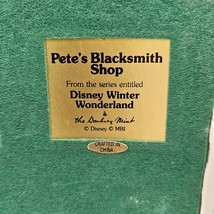 Pete's Blacksmith
Shop
From the series entitled
Disney Winter
Wonderland
&
the Danbury Mint
© Disney © MBI
CRAFTED IN
CHINA